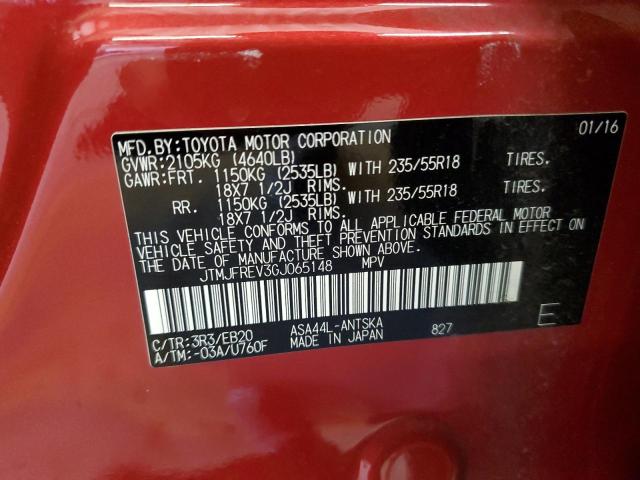 MFD.BY:TOYOTA MOTOR CORPORATION 01/16
GVWR:2105KG (4640LB)
GAWR:FRT. 1150KG (2535LB) WITH 235/55R18 TIRES.
18X7 1/2J RIMS.
RR. 1150KG (2535LB) WITH 235/55R18 TIRES.
18X7 1/2J RIMS.
THIS VEHICLE CONFORMS TO ALL APPLICABLE FEDERAL MOTOR
VEHICLE SAFETY AND THEFT PREVENTION STANDARDS IN EFFECT ON
THE DATE OF MANUFACTURE SHOWN ABOVE.
JTMJFREV3GJ065148 MPV
C/TR:3R3/EB20 ASA44L-ANTSKA 827 E
A/TM:-03A/U760F MADE IN JAPAN